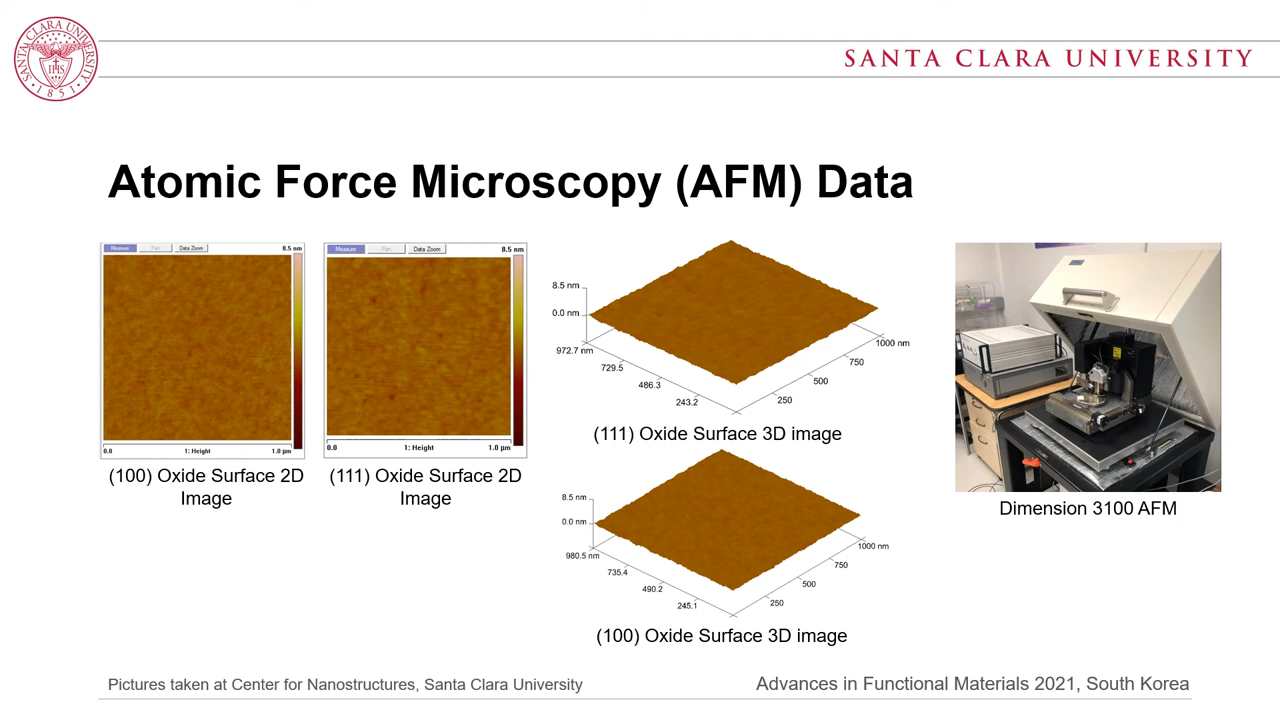 SANTA CLARA UNIVERSITY
SANTA CLARA UNIVERSITY
IHS
1851
Atomic Force Microscopy (AFM) Data
Measure Pan Data Zoom 8.5 nm
0.0 1: Height 1.0 µm
(100) Oxide Surface 2D
Image
Measure Pan Data Zoom 8.5 nm
0.0 1: Height 1.0 µm
(111) Oxide Surface 2D
Image
8.5 nm
0.0 nm
972.7 nm
729.5
486.3
243.2
250
500
750
1000 nm
(111) Oxide Surface 3D image
8.5 nm
0.0 nm
980.5 nm
735.4
490.2
245.1
250
500
750
1000 nm
(100) Oxide Surface 3D image
Dimension 3100 AFM
Pictures taken at Center for Nanostructures, Santa Clara University
Advances in Functional Materials 2021, South Korea